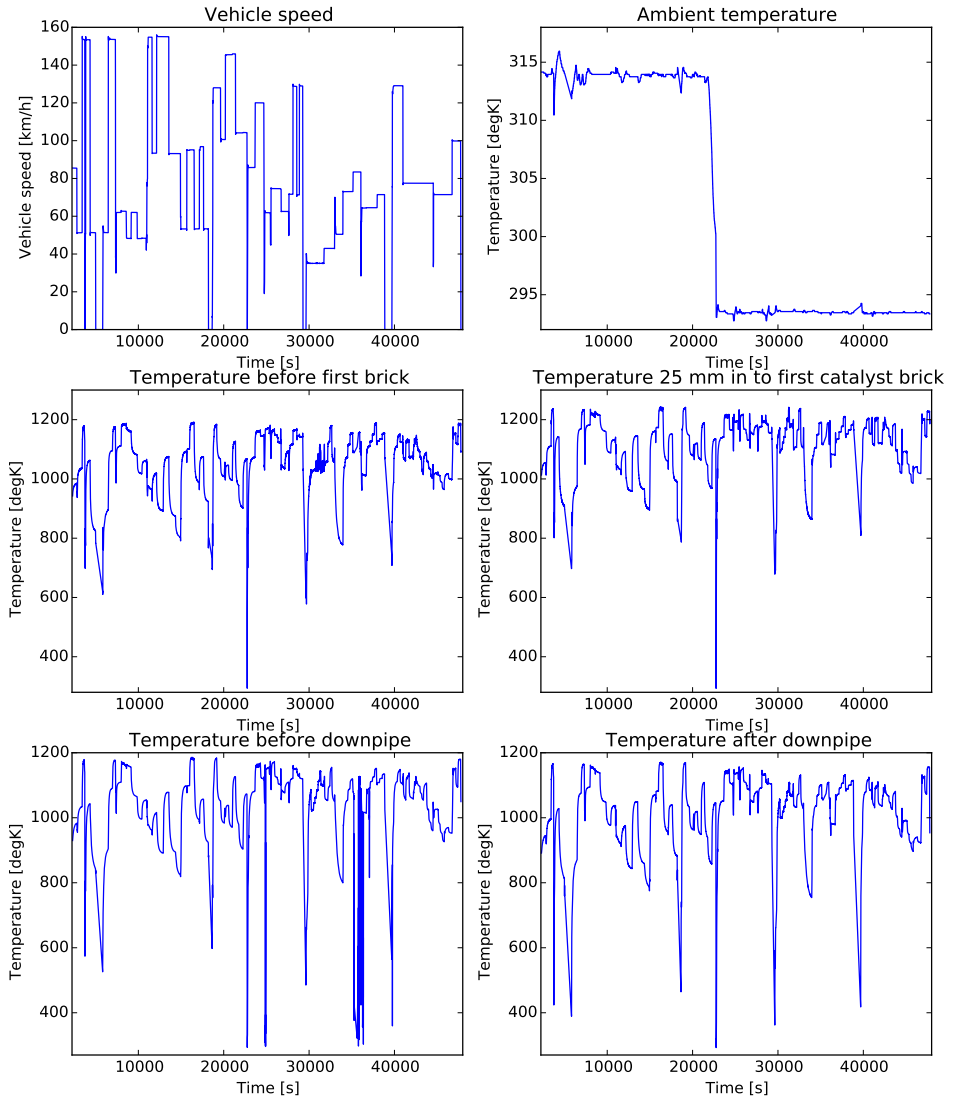 Vehicle speed
Vehicle speed [km/h]
160
140
120
100
80
60
40
20
0
10000 20000 30000 40000
Time [s]
Ambient temperature
Temperature [degK]
315
310
305
300
295
10000 20000 30000 40000
Time [s]
Temperature before first brick
Temperature [degK]
1200
1000
800
600
400
10000 20000 30000 40000
Time [s]
Temperature 25 mm in to first catalyst brick
Temperature [degK]
1200
1000
800
600
400
10000 20000 30000 40000
Time [s]
Temperature before downpipe
Temperature [degK]
1200
1000
800
600
400
10000 20000 30000 40000
Time [s]
Temperature after downpipe
Temperature [degK]
1200
1000
800
600
400
10000 20000 30000 40000
Time [s]